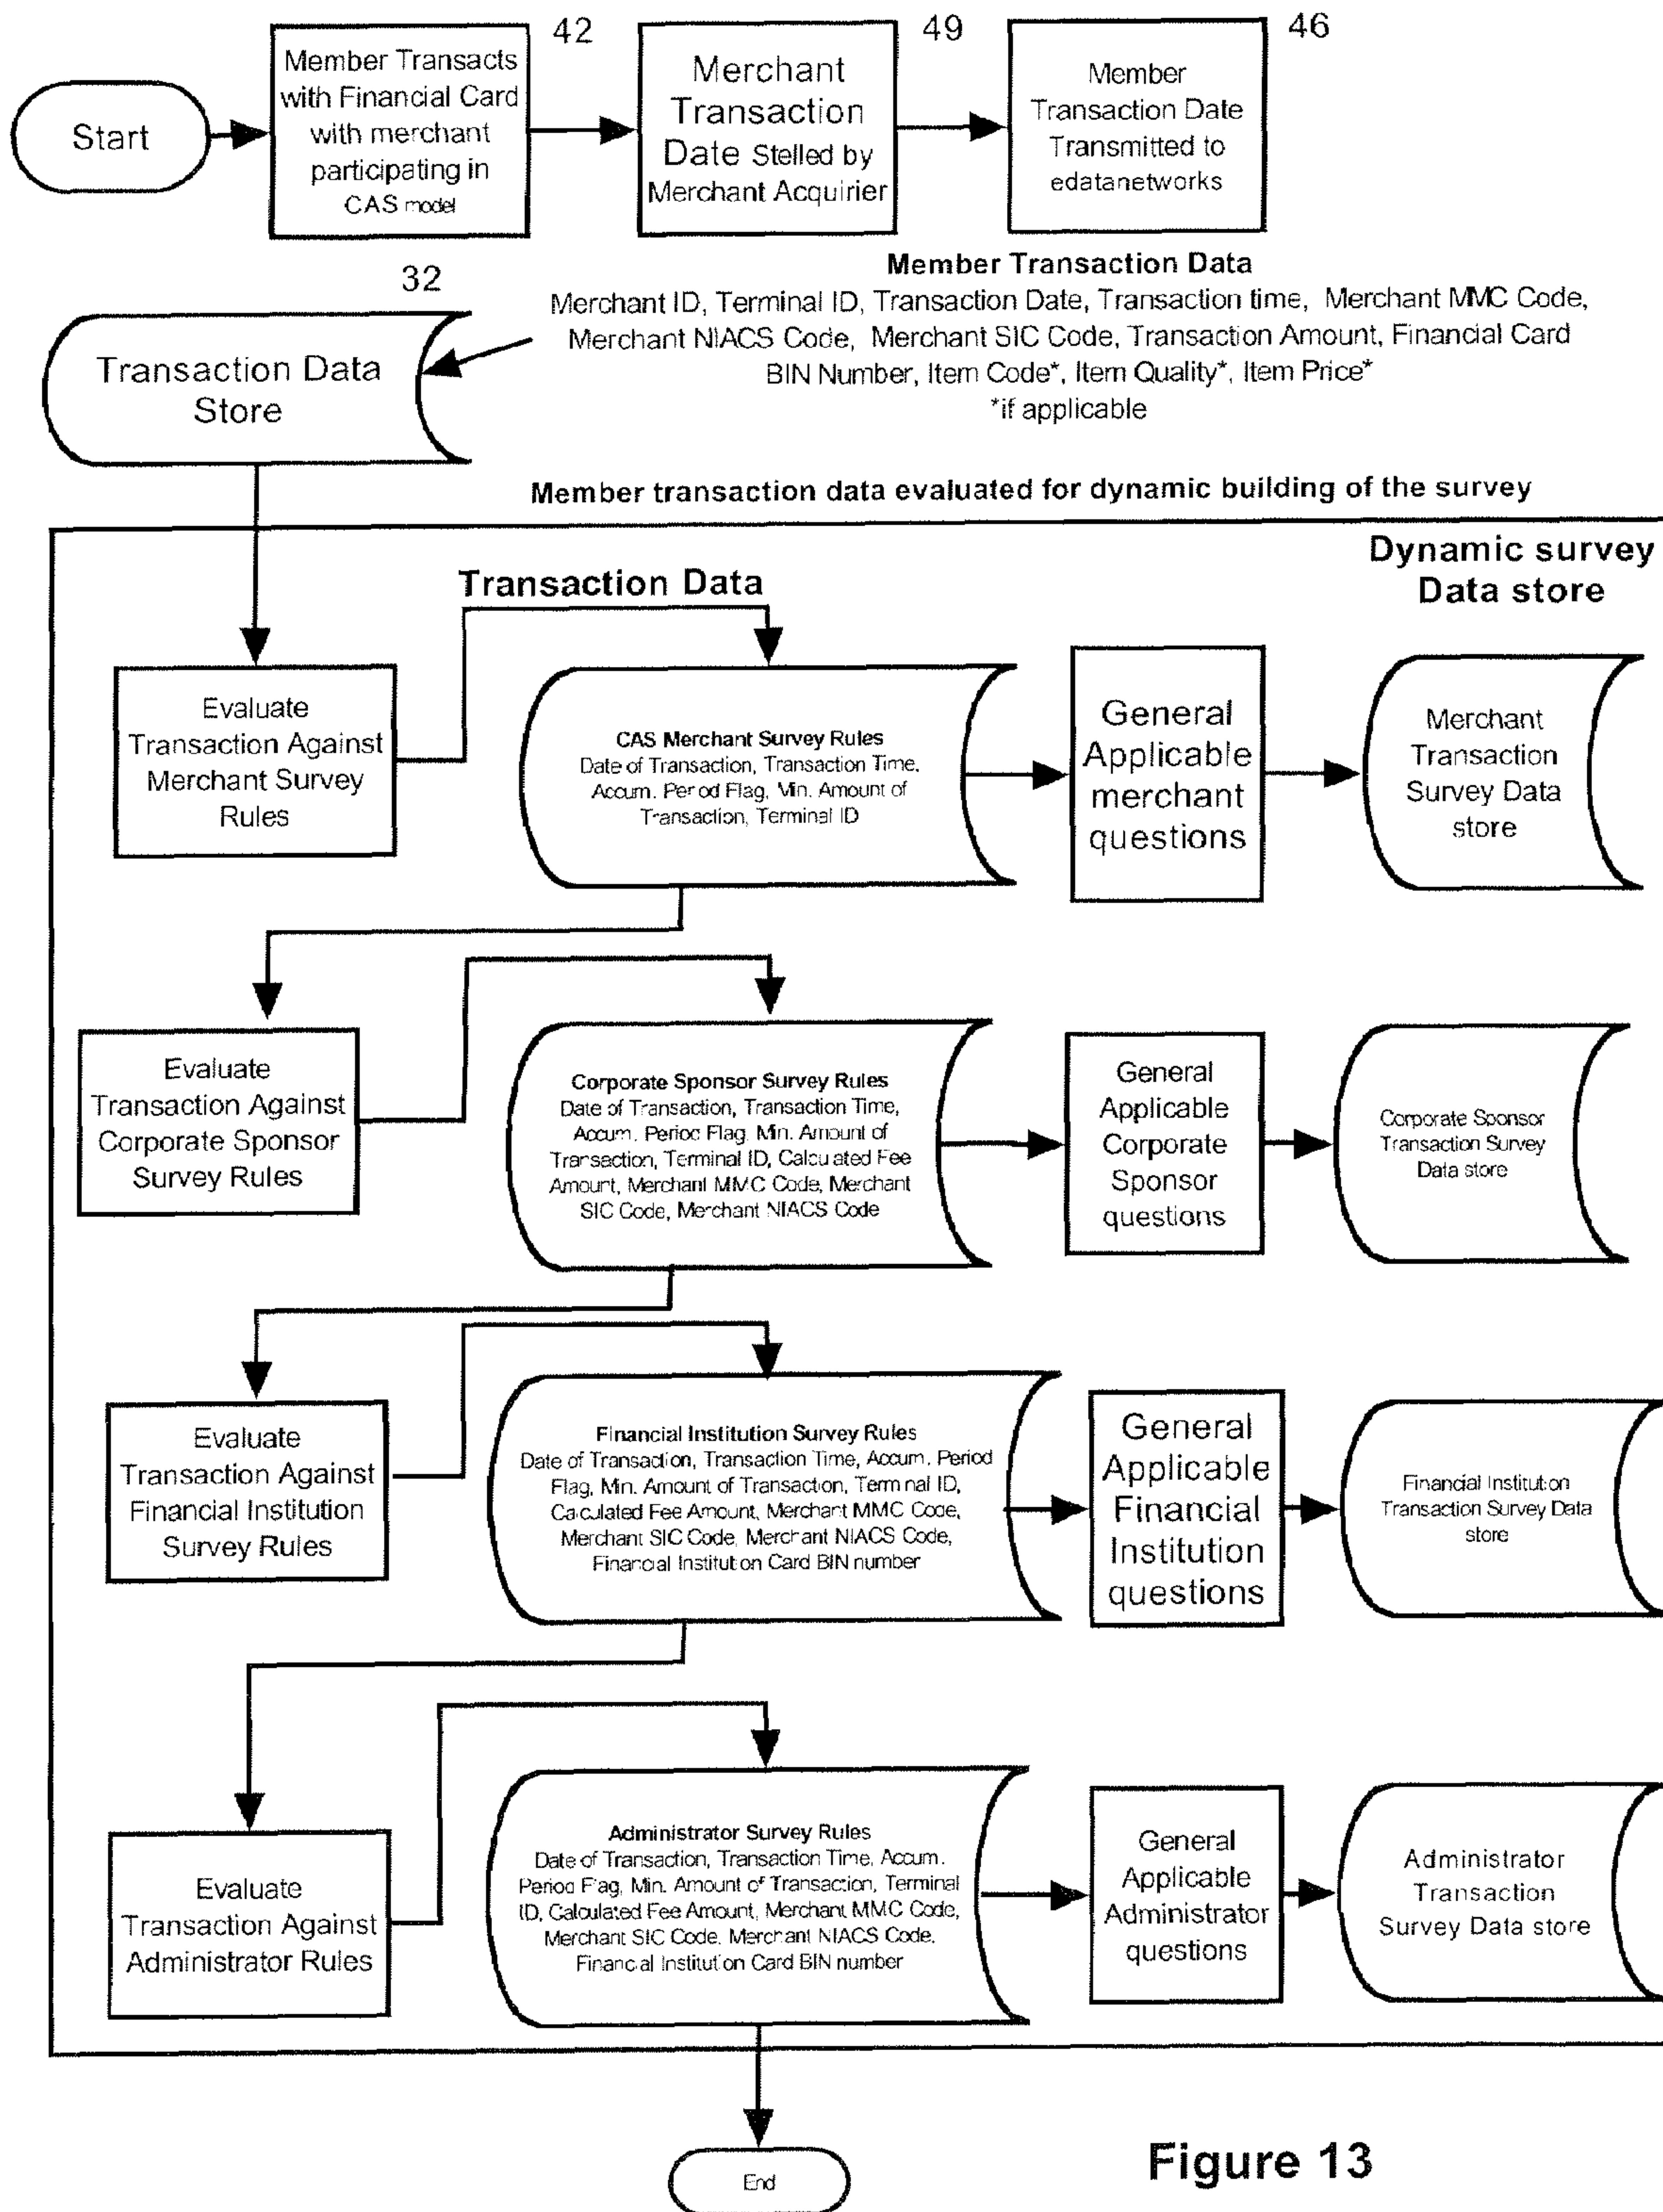 42
49
46
Start
Member Transacts
with Financial Card
with merchant
participating in
CAS model
Merchant
Transaction
Date Stelled by
Merchant Acquirier
Member
Transaction Date
Transmitted to
edatanetworks
32
Member Transaction Data
Merchant ID, Terminal ID, Transaction Date, Transaction time, Merchant MMC Code,
Merchant NIACS Code, Merchant SIC Code, Transaction Amount, Financial Card
BIN Number, Item Code*, Item Quality*, Item Price*
*if applicable
Transaction Data
Store
Member transaction data evaluated for dynamic building of the survey
Dynamic survey
Data store
Transaction Data
Evaluate
Transaction Against
Merchant Survey
Rules
CAS Merchant Survey Rules
Date of Transaction, Transaction Time,
Accum. Period Flag, Min. Amount of
Transaction, Terminal ID
General
Applicable
merchant
questions
Merchant
Transaction
Survey Data
store
Evaluate
Transaction Against
Corporate Sponsor
Survey Rules
Corporate Sponsor Survey Rules
Date of Transaction, Transaction Time,
Accum. Period Flag, Min. Amount of
Transaction, Terminal ID, Calculated Fee
Amount, Merchant MMC Code, Merchant
SIC Code, Merchant NIACS Code
General
Applicable
Corporate
Sponsor
questions
Corporate Sponsor
Transaction Survey
Data store
Evaluate
Transaction Against
Financial Institution
Survey Rules
Financial Institution Survey Rules
Date of Transaction, Transaction Time, Accum. Period
Flag, Min. Amount of Transaction, Terminal ID,
Calculated Fee Amount, Merchant MMC Code,
Merchant SIC Code, Merchant NIACS Code,
Financial Institution Card BIN number
General
Applicable
Financial
Institution
questions
Financial Institution
Transaction Survey Data
store
Evaluate
Transaction Against
Administrator Rules
Administrator Survey Rules
Date of Transaction, Transaction Time, Accum.
Period Flag, Min. Amount of Transaction, Terminal
ID, Calculated Fee Amount, Merchant MMC Code,
Merchant SIC Code, Merchant NIACS Code,
Financial Institution Card BIN number
General
Applicable
Administrator
questions
Administrator
Transaction
Survey Data store
End
Figure 13